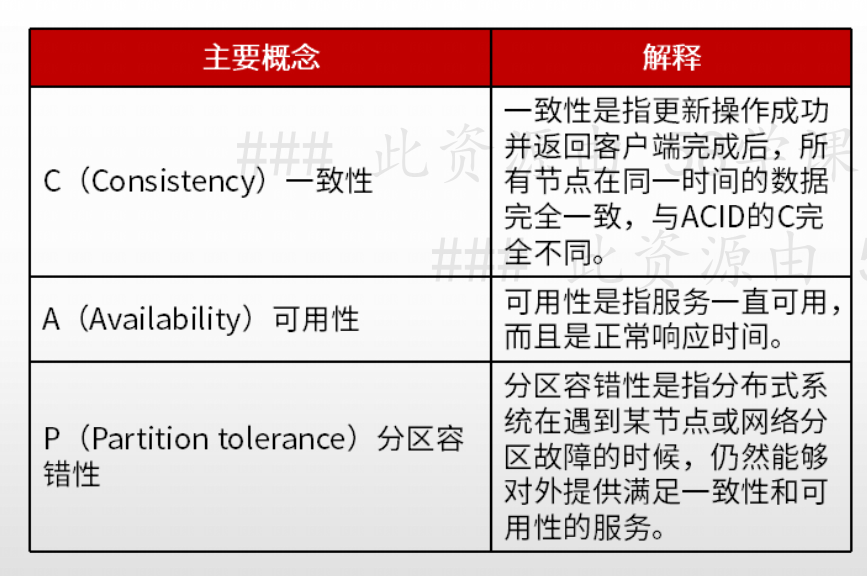 主要概念
解释
C（Consistency）一致性
一致性是指更新操作成功
并返回客户端完成后，所
有节点在同一时间的数据
完全一致，与ACID的C完
全不同。
A（Availability）可用性
可用性是指服务一直可用，
而且是正常响应时间。
P（Partition tolerance）分区容
错性
分区容错性是指分布式系
统在遇到某节点或网络分
区故障的时候，仍然能够
对外提供满足一致性和可
用性的服务。
### 此资源由
### 此资源由 5